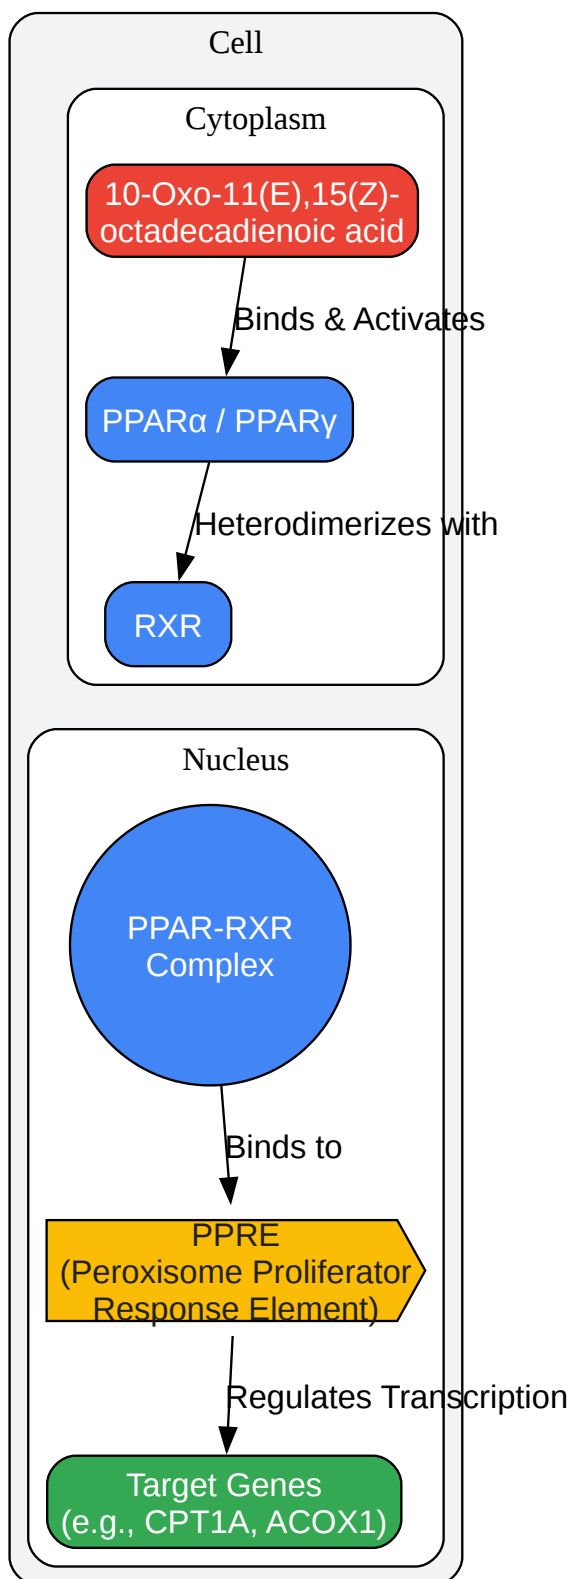 Cell
Cytoplasm
10-Oxo-11(E),15(Z)-
octadecadienoic acid
Binds & Activates
PPARα / PPARγ
Heterodimerizes with
RXR
Nucleus
PPAR-RXR
Complex
Binds to
PPRE
(Peroxisome Proliferator
Response Element)
Regulates Transcription
Target Genes
(e.g., CPT1A, ACOX1)